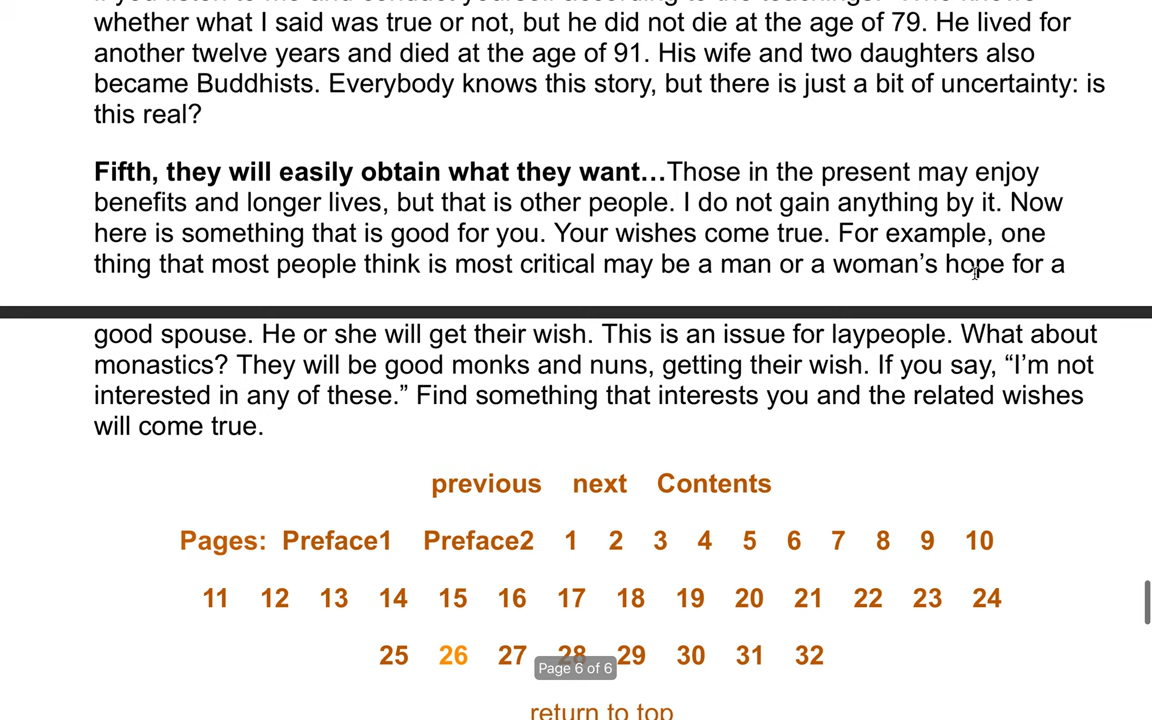 whether what I said was true or not, but he did not die at the age of 79. He lived for
another twelve years and died at the age of 91. His wife and two daughters also
became Buddhists. Everybody knows this story, but there is just a bit of uncertainty: is
this real?
Fifth, they will easily obtain what they want…Those in the present may enjoy
benefits and longer lives, but that is other people. I do not gain anything by it. Now
here is something that is good for you. Your wishes come true. For example, one
thing that most people think is most critical may be a man or a woman’s hope for a
good spouse. He or she will get their wish. This is an issue for laypeople. What about
monastics? They will be good monks and nuns, getting their wish. If you say, “I’m not
interested in any of these.” Find something that interests you and the related wishes
will come true.
previous next Contents
Pages: Preface1 Preface2 1 2 3 4 5 6 7 8 9 10
11 12 13 14 15 16 17 18 19 20 21 22 23 24
25 26 27 28 29 30 31 32
Page 6 of 6
return to top